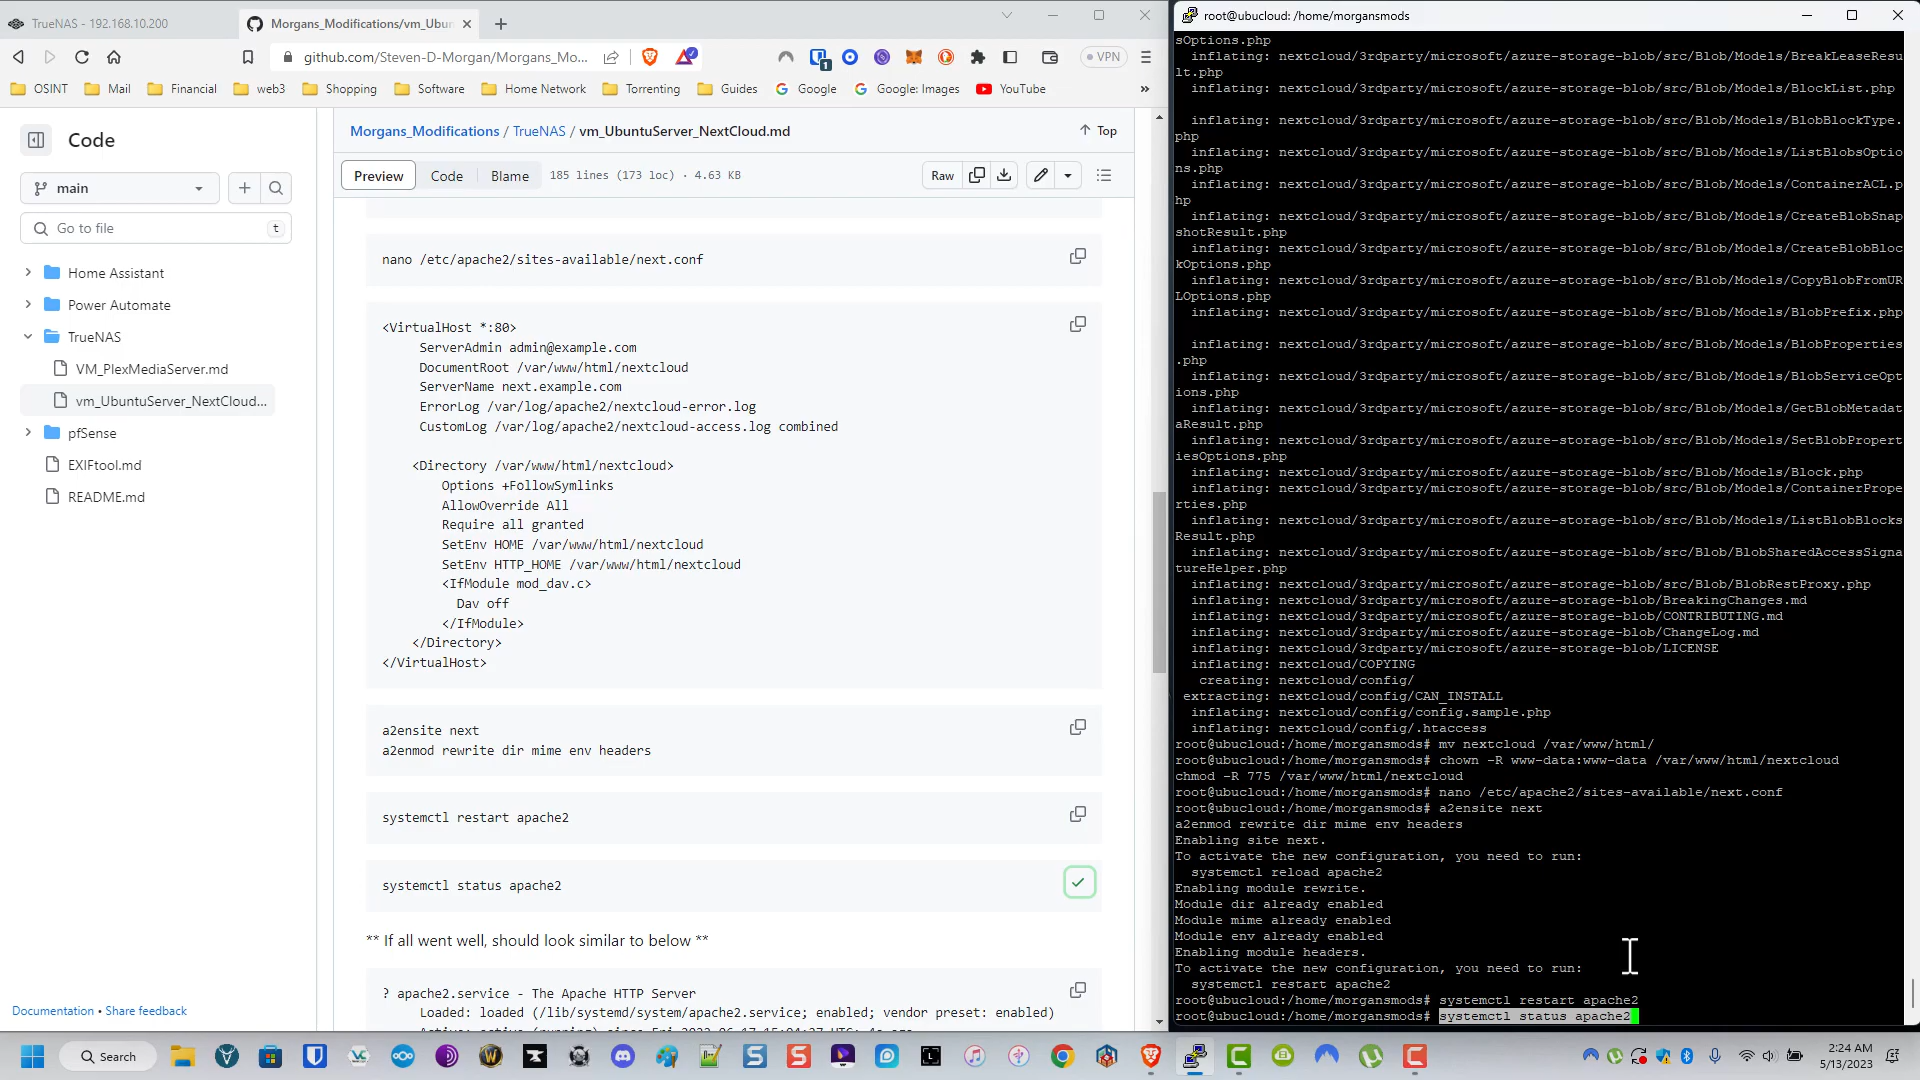 TrueNAS - 192.168.10.200
Morgans_Modifications/vm_Ubun
github.com/Steven-D-Morgan/Morgans_Mo...
1
VPN
OSINT
Mail
Financial
web3
Shopping
Software
Home Network
Torrenting
Guides
Google
Google: Images
YouTube
»
Code
main
Go to file
t
Home Assistant
Power Automate
TrueNAS
VM_PlexMediaServer.md
vm_UbuntuServer_NextCloud...
pfSense
EXIFtool.md
README.md
Documentation • Share feedback
Morgans_Modifications / TrueNAS / vm_UbuntuServer_NextCloud.md
Top
Preview
Code
Blame
185 lines (173 loc) · 4.63 KB
Raw
nano /etc/apache2/sites-available/next.conf
<VirtualHost *:80>
ServerAdmin admin@example.com
DocumentRoot /var/www/html/nextcloud
ServerName next.example.com
ErrorLog /var/log/apache2/nextcloud-error.log
CustomLog /var/log/apache2/nextcloud-access.log combined
<Directory /var/www/html/nextcloud>
Options +FollowSymlinks
AllowOverride All
Require all granted
SetEnv HOME /var/www/html/nextcloud
SetEnv HTTP_HOME /var/www/html/nextcloud
<IfModule mod_dav.c>
Dav off
</IfModule>
</Directory>
</VirtualHost>
a2ensite next
a2enmod rewrite dir mime env headers
systemctl restart apache2
systemctl status apache2
** If all went well, should look similar to below **
? apache2.service - The Apache HTTP Server
Loaded: loaded (/lib/systemd/system/apache2.service; enabled; vendor preset: enabled)
root@ubucloud: /home/morgansmods
sOptions.php
inflating: nextcloud/3rdparty/microsoft/azure-storage-blob/src/Blob/Models/BreakLeaseResu
lt.php
inflating: nextcloud/3rdparty/microsoft/azure-storage-blob/src/Blob/Models/BlockList.php
inflating: nextcloud/3rdparty/microsoft/azure-storage-blob/src/Blob/Models/BlobBlockType.
php
inflating: nextcloud/3rdparty/microsoft/azure-storage-blob/src/Blob/Models/ListBlobsOptio
ns.php
inflating: nextcloud/3rdparty/microsoft/azure-storage-blob/src/Blob/Models/ContainerACL.p
hp
inflating: nextcloud/3rdparty/microsoft/azure-storage-blob/src/Blob/Models/CreateBlobSnap
shotResult.php
inflating: nextcloud/3rdparty/microsoft/azure-storage-blob/src/Blob/Models/CreateBlobBloc
kOptions.php
inflating: nextcloud/3rdparty/microsoft/azure-storage-blob/src/Blob/Models/CopyBlobFromUR
LOptions.php
inflating: nextcloud/3rdparty/microsoft/azure-storage-blob/src/Blob/Models/BlobPrefix.php
inflating: nextcloud/3rdparty/microsoft/azure-storage-blob/src/Blob/Models/BlobProperties
.php
inflating: nextcloud/3rdparty/microsoft/azure-storage-blob/src/Blob/Models/BlobServiceOpt
ions.php
inflating: nextcloud/3rdparty/microsoft/azure-storage-blob/src/Blob/Models/GetBlobMetadat
aResult.php
inflating: nextcloud/3rdparty/microsoft/azure-storage-blob/src/Blob/Models/SetBlobPropert
iesOptions.php
inflating: nextcloud/3rdparty/microsoft/azure-storage-blob/src/Blob/Models/Block.php
inflating: nextcloud/3rdparty/microsoft/azure-storage-blob/src/Blob/Models/ContainerPrope
rties.php
inflating: nextcloud/3rdparty/microsoft/azure-storage-blob/src/Blob/Models/ListBlobBlocks
Result.php
inflating: nextcloud/3rdparty/microsoft/azure-storage-blob/src/Blob/BlobSharedAccessSigna
tureHelper.php
inflating: nextcloud/3rdparty/microsoft/azure-storage-blob/src/Blob/BlobRestProxy.php
inflating: nextcloud/3rdparty/microsoft/azure-storage-blob/BreakingChanges.md
inflating: nextcloud/3rdparty/microsoft/azure-storage-blob/CONTRIBUTING.md
inflating: nextcloud/3rdparty/microsoft/azure-storage-blob/ChangeLog.md
inflating: nextcloud/3rdparty/microsoft/azure-storage-blob/LICENSE
inflating: nextcloud/COPYING
creating: nextcloud/config/
extracting: nextcloud/config/CAN_INSTALL
inflating: nextcloud/config/config.sample.php
inflating: nextcloud/config/.htaccess
root@ubucloud:/home/morgansmods# mv nextcloud /var/www/html/
root@ubucloud:/home/morgansmods# chown -R www-data:www-data /var/www/html/nextcloud
chmod -R 775 /var/www/html/nextcloud
root@ubucloud:/home/morgansmods# nano /etc/apache2/sites-available/next.conf
root@ubucloud:/home/morgansmods# a2ensite next
a2enmod rewrite dir mime env headers
Enabling site next.
To activate the new configuration, you need to run:
systemctl reload apache2
Enabling module rewrite.
Module dir already enabled
Module mime already enabled
Module env already enabled
Enabling module headers.
To activate the new configuration, you need to run:
systemctl restart apache2
root@ubucloud:/home/morgansmods# systemctl restart apache2
root@ubucloud:/home/morgansmods# systemctl status apache2
Search
2:24 AM
5/13/2023